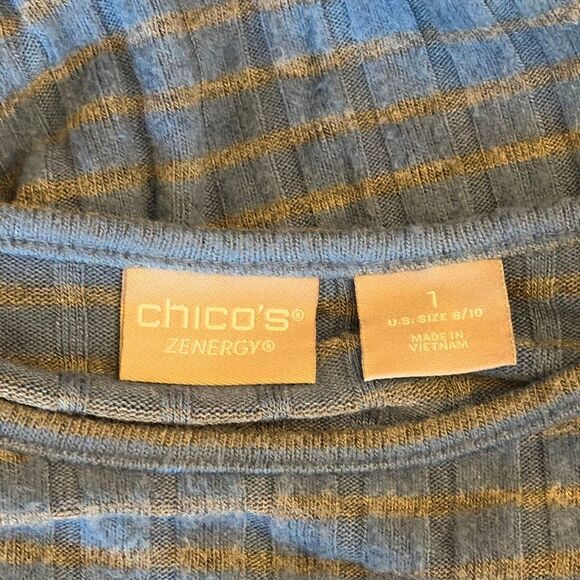 chico's®
ZENERGY®
1
U.S. SIZE 8/10
MADE IN
VIETNAM